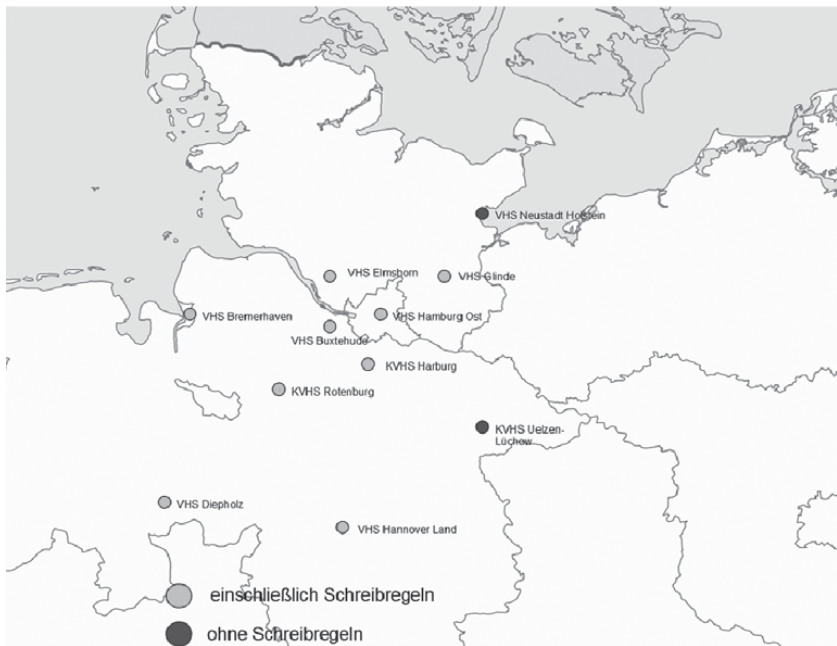 VHS Neustadt Holstein
VHS Elmshorn
VHS Glinde
VHS Bremerhaven
VHS Hamburg Ost
VHS Buxtehude
KVHS Harburg
KVHS Rotenburg
KVHS Uelzen-
Lüchow
VHS Diepholz
VHS Hannover Land
einschließlich Schreibregeln
ohne Schreibregeln